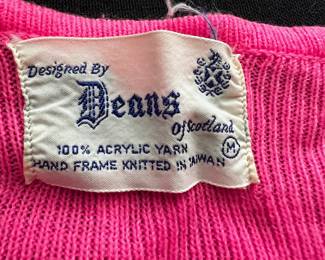 Designed By
Deans
Of Scotland
M
100% ACRYLIC YARN
HAND FRAME KNITTED IN TAIWAN